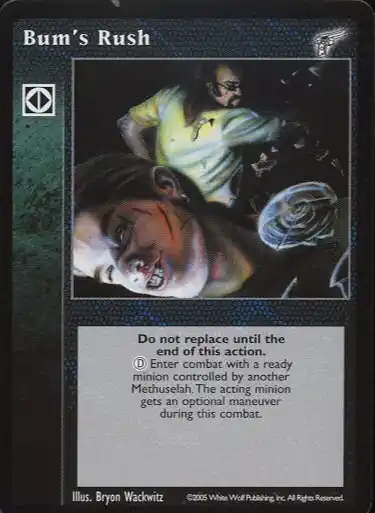 Bum's Rush
Do not replace until the
end of this action.
Ⓓ Enter combat with a ready
minion controlled by another
Methuselah. The acting minion
gets an optional maneuver
during this combat.
Illus. Bryon Wackwitz
©2005 White Wolf Publishing, Inc. All Rights Reserved.